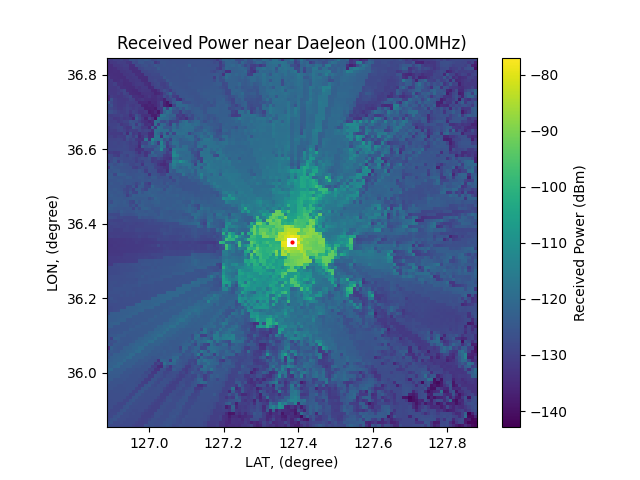 Received Power near DaeJeon (100.0MHz)
36.8
36.6
36.4
36.2
36.0
LON, (degree)
127.0 127.2 127.4 127.6 127.8
LAT, (degree)
−80
−90
−100
−110
−120
−130
−140
Received Power (dBm)